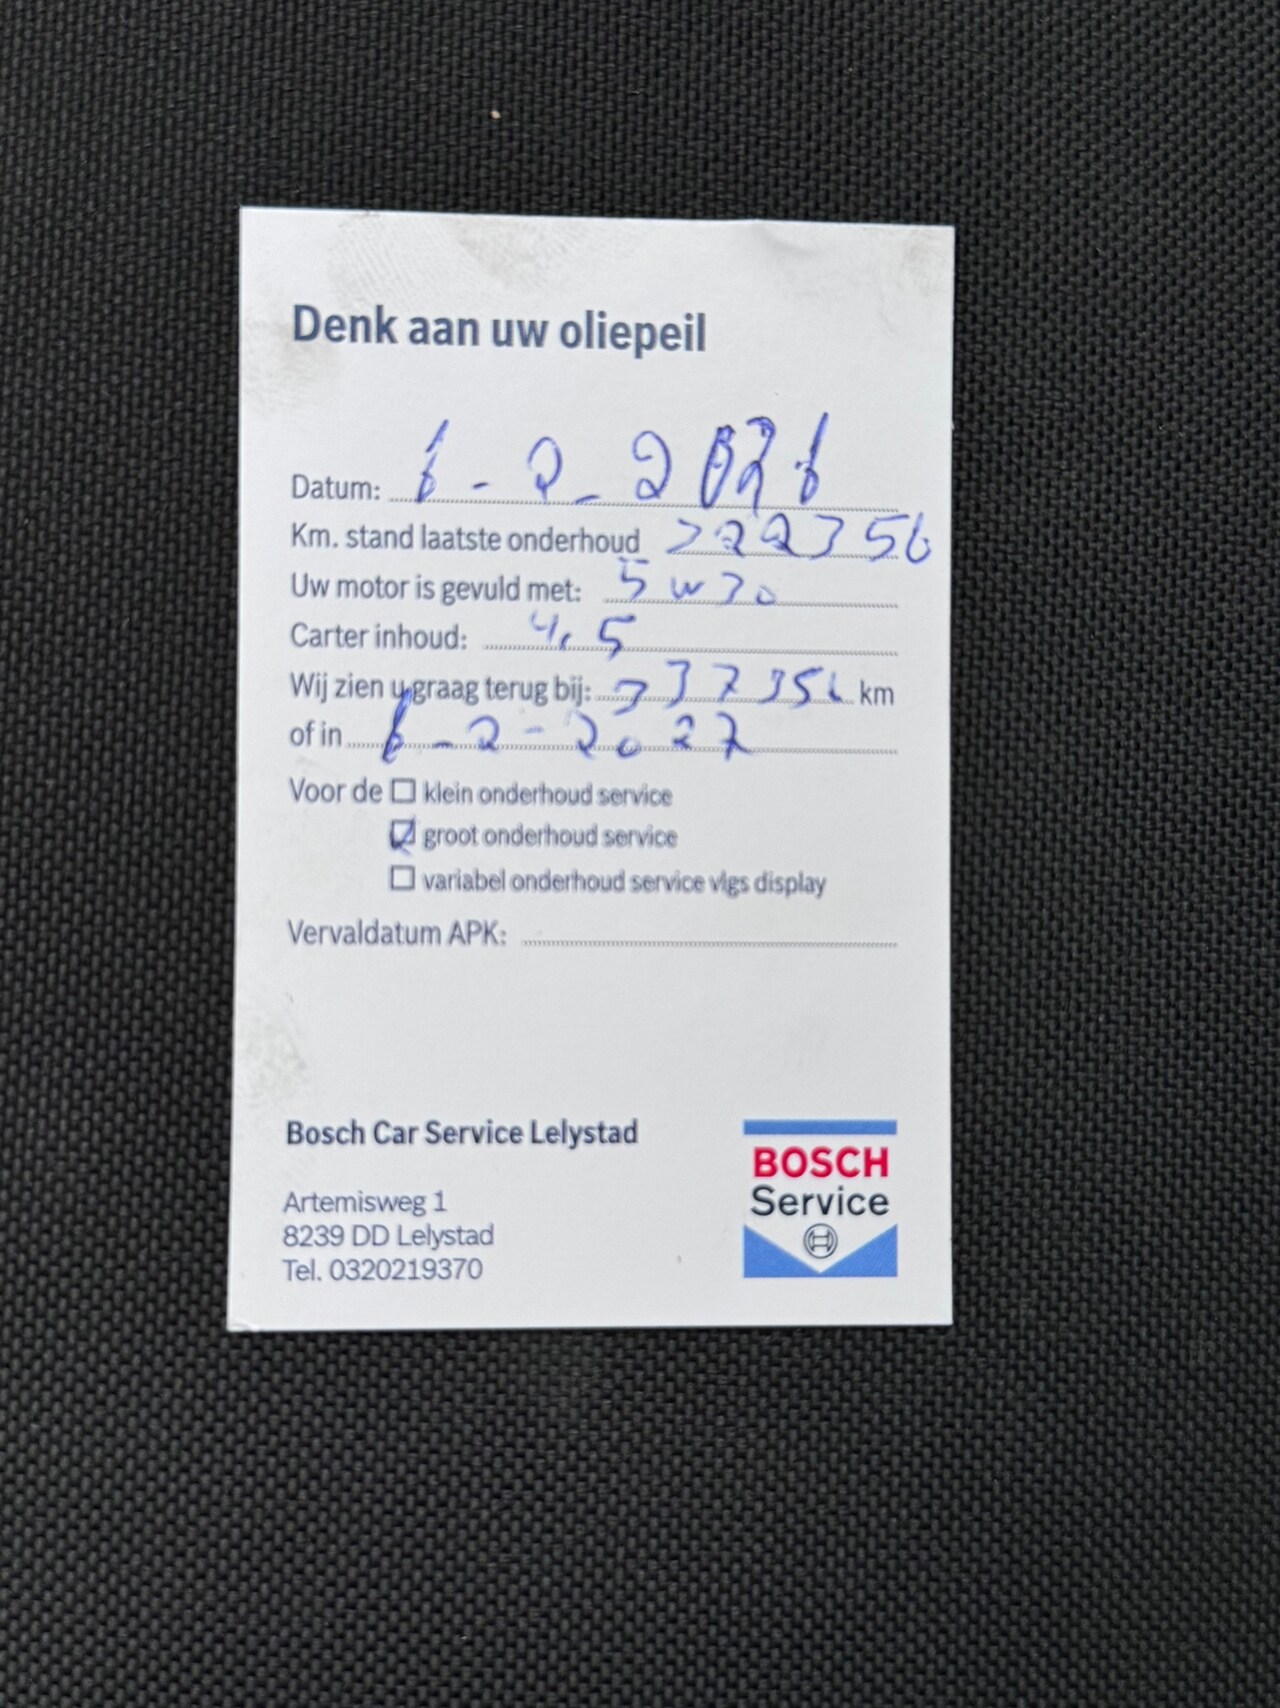 Denk aan uw oliepeil
Datum: 6-2-2026
Km. stand laatste onderhoud 322356
Uw motor is gevuld met: 5w30
Carter inhoud: 4,5
Wij zien u graag terug bij: 337356 km
of in 6-2-2027
Voor de ☐ klein onderhoud service
☑ groot onderhoud service
☐ variabel onderhoud service vlgs display
Vervaldatum APK:
Bosch Car Service Lelystad
Artemisweg 1
8239 DD Lelystad
Tel. 0320219370
BOSCH
Service